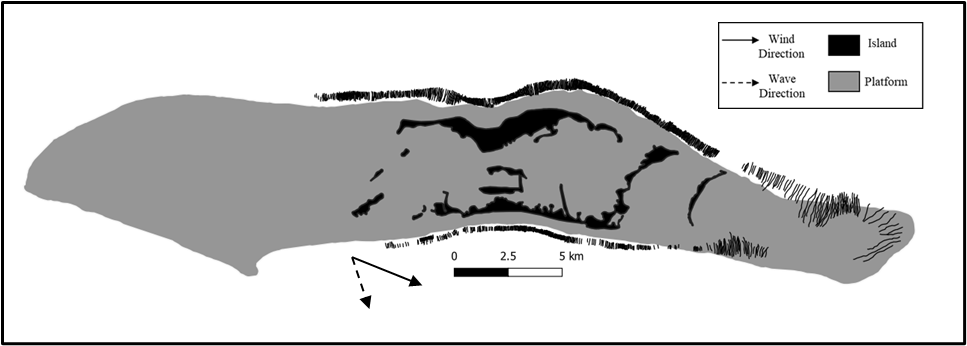 Wind
Direction
Island
Wave
Direction
Platform
0 2.5 5 km